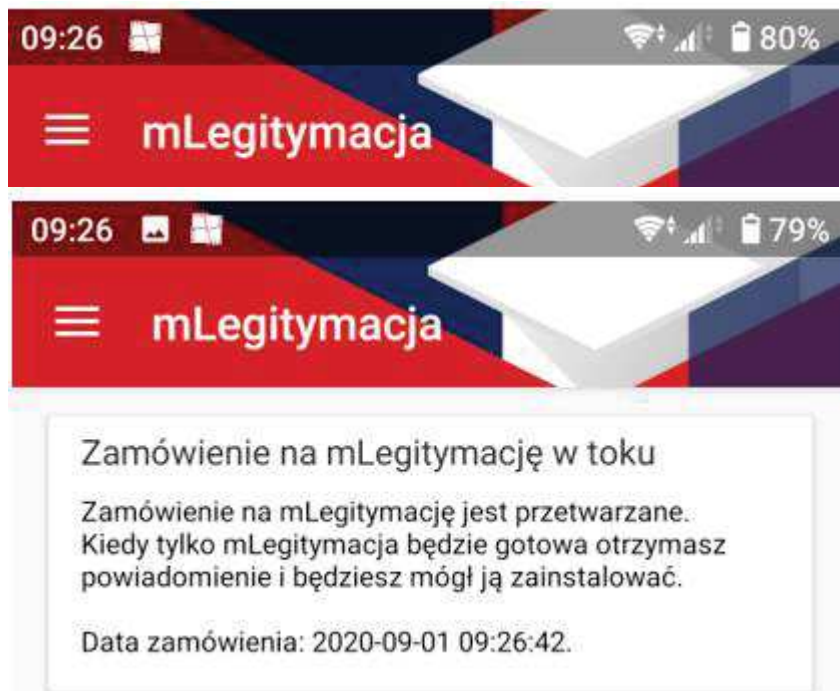 09:26 80%
mLegitymacja
09:26 79%
mLegitymacja
Zamówienie na mLegitymację w toku
Zamówienie na mLegitymację jest przetwarzane.
Kiedy tylko mLegitymacja będzie gotowa otrzymasz
powiadomienie i będziesz mógł ją zainstalować.
Data zamówienia: 2020-09-01 09:26:42.